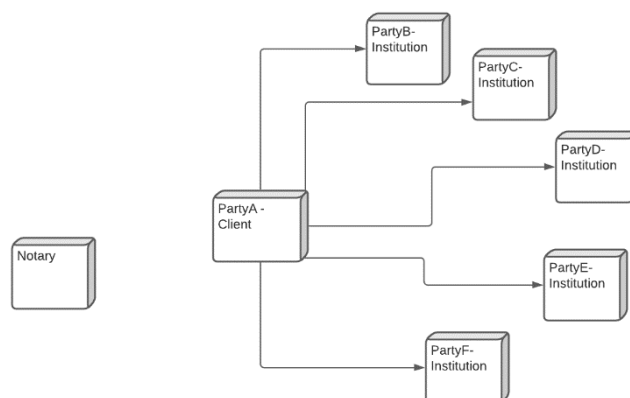 PartyB-
Institution
PartyC-
Institution
PartyD-
Institution
PartyA -
Client
Notary
PartyE-
Institution
PartyF-
Institution